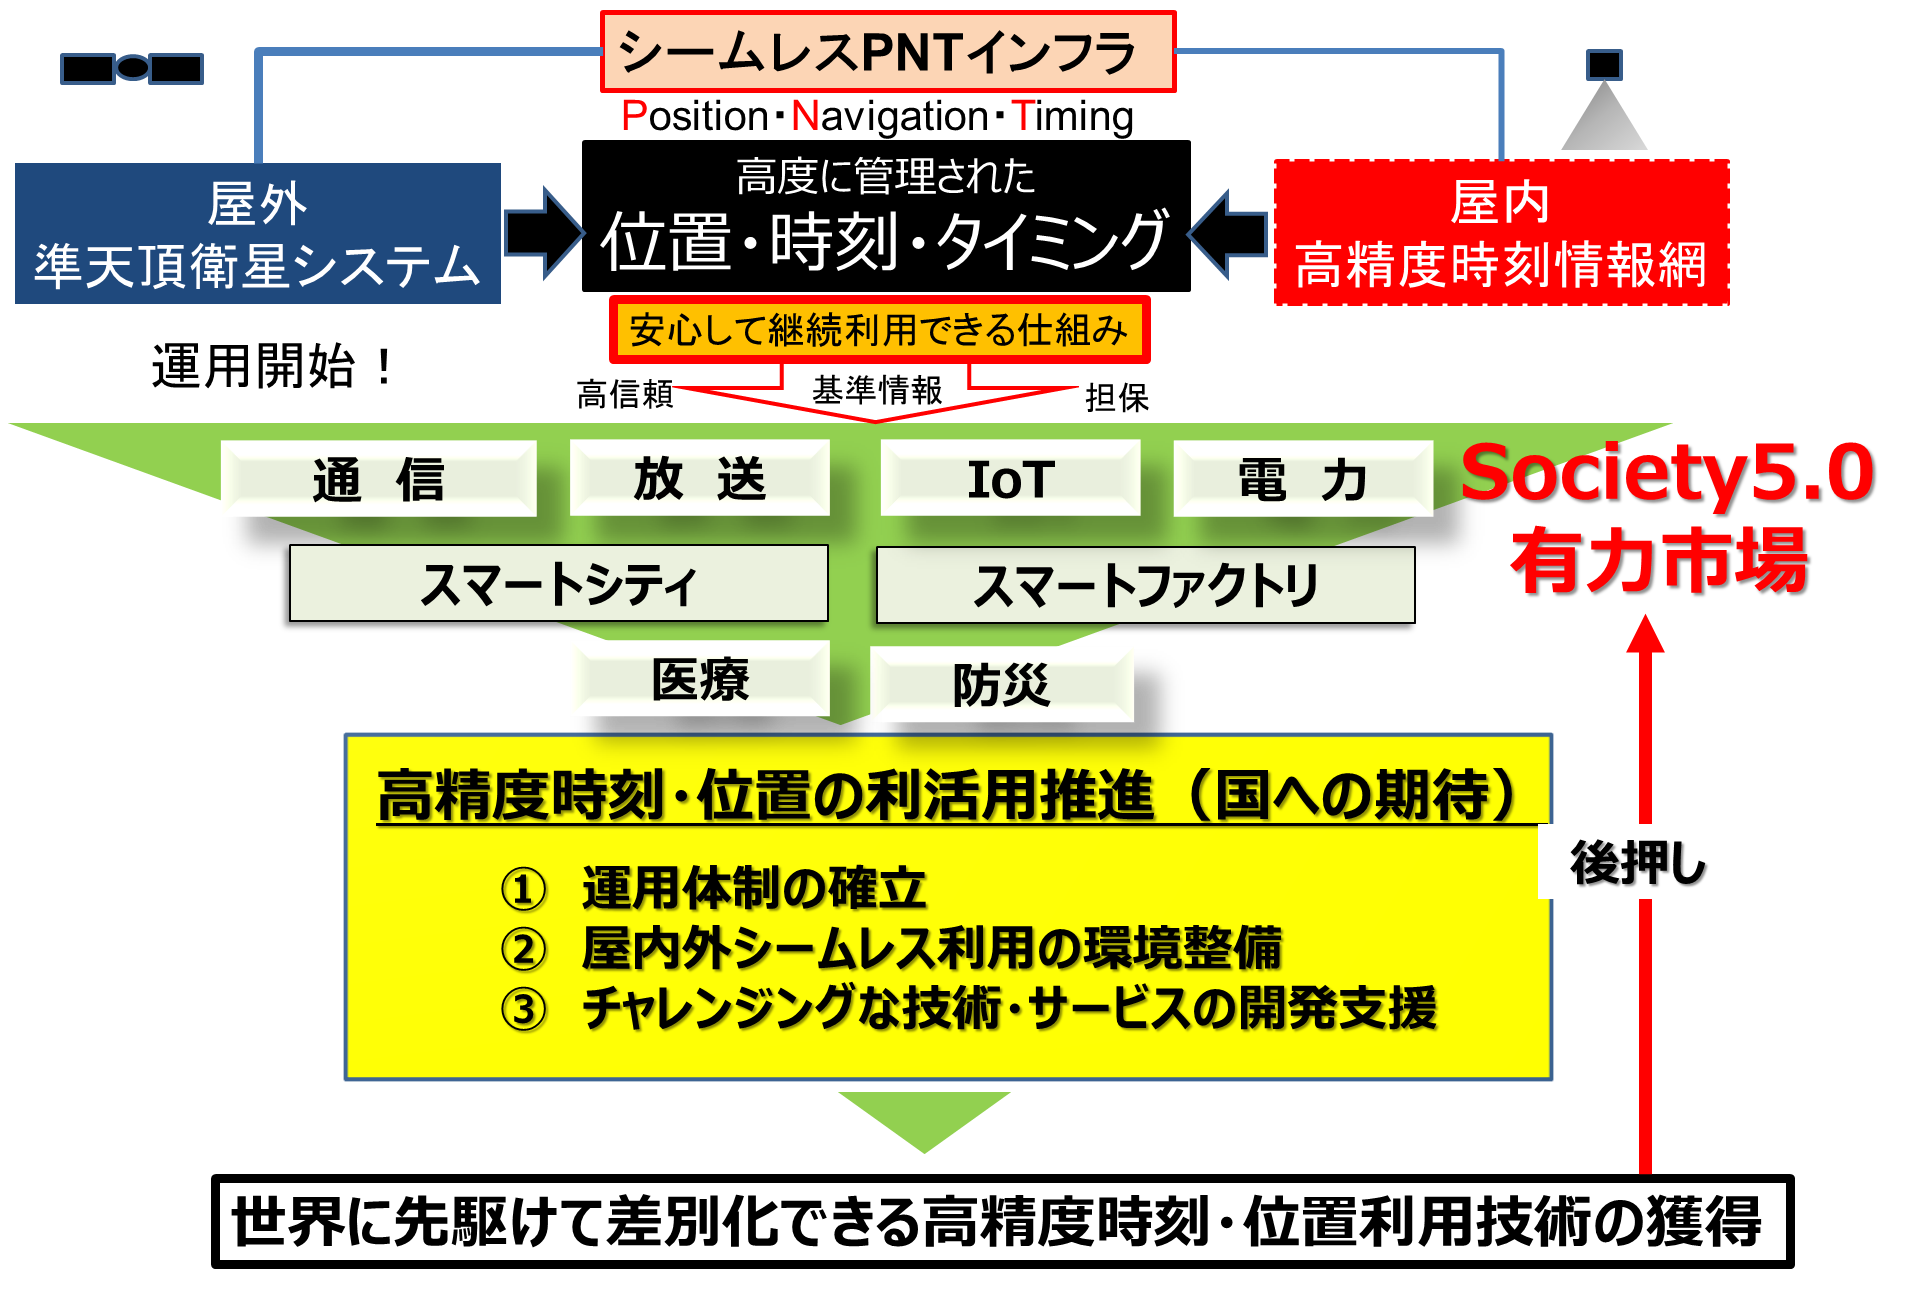 シームレスPNTインフラ
Position・Navigation・Timing
屋外
準天頂衛星システム
高度に管理された
位置・時刻・タイミング
屋内
高精度時刻情報網
安心して継続利用できる仕組み
運用開始！
高信頼
基準情報
担保
通　信
放　送
IoT
電　力
Society5.0
有力市場
スマートシティ
スマートファクトリ
医療
防災
高精度時刻・位置の利活用推進（国への期待）
①　運用体制の確立
②　屋内外シームレス利用の環境整備
③　チャレンジングな技術・サービスの開発支援
後押し
世界に先駆けて差別化できる高精度時刻・位置利用技術の獲得